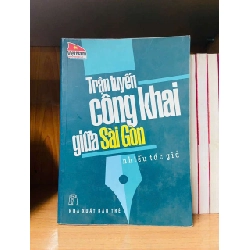 Trận tuyến
công khai
giữa Sài Gòn
nhiều tác giả
NHÀ XUẤT BẢN TRẺ